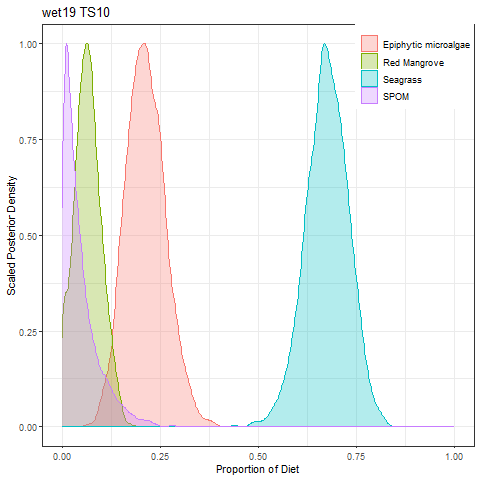 wet19 TS10
Epiphytic microalgae
Red Mangrove
Seagrass
SPOM
Scaled Posterior Density
1.00
0.75
0.50
0.25
0.00
0.00 0.25 0.50 0.75 1.00
Proportion of Diet